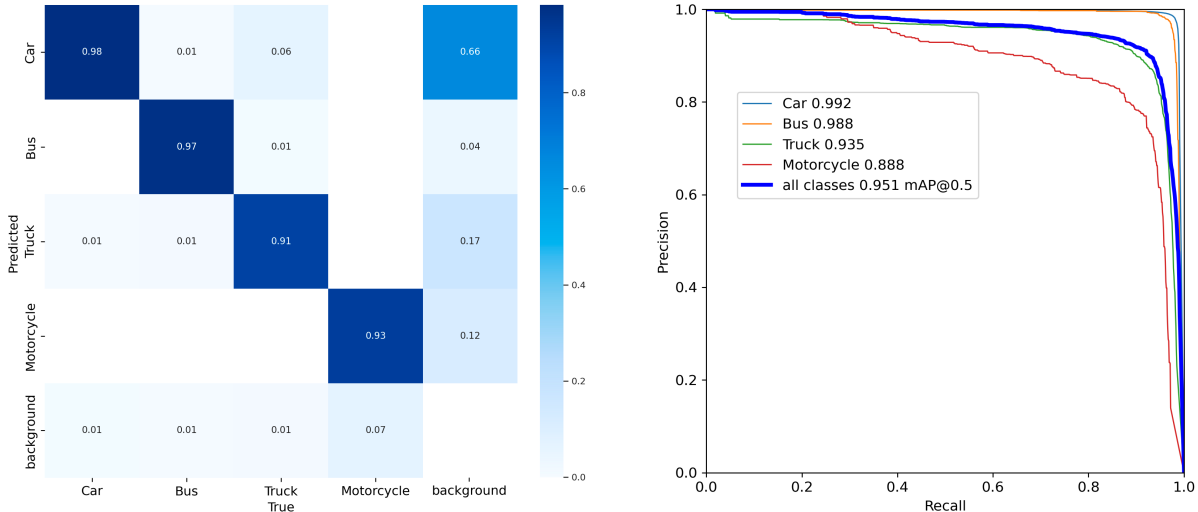 Car
0.98
0.01
0.06
0.66
Bus
0.97
0.01
0.04
Predicted
Truck
0.01
0.01
0.91
0.17
Motorcycle
0.93
0.12
background
0.01
0.01
0.01
0.07
Car
Bus
Truck
Motorcycle
background
True
0.8
0.6
0.4
0.2
0.0
1.0
0.8
0.6
0.4
0.2
0.0
Precision
Car 0.992
Bus 0.988
Truck 0.935
Motorcycle 0.888
all classes 0.951 mAP@0.5
0.0
0.2
0.4
0.6
0.8
1.0
Recall